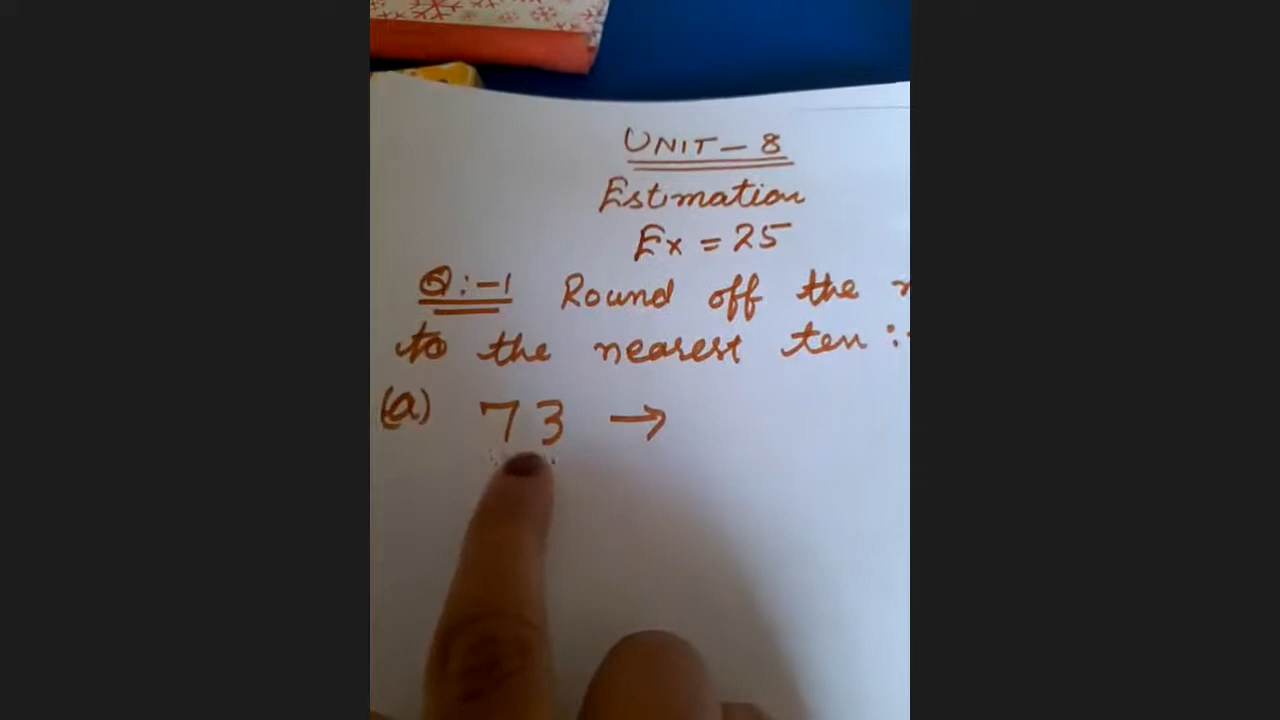 UNIT - 8
Estimation
Ex = 25
Q:-1 Round off the
to the nearest ten :-
(a) 73 →